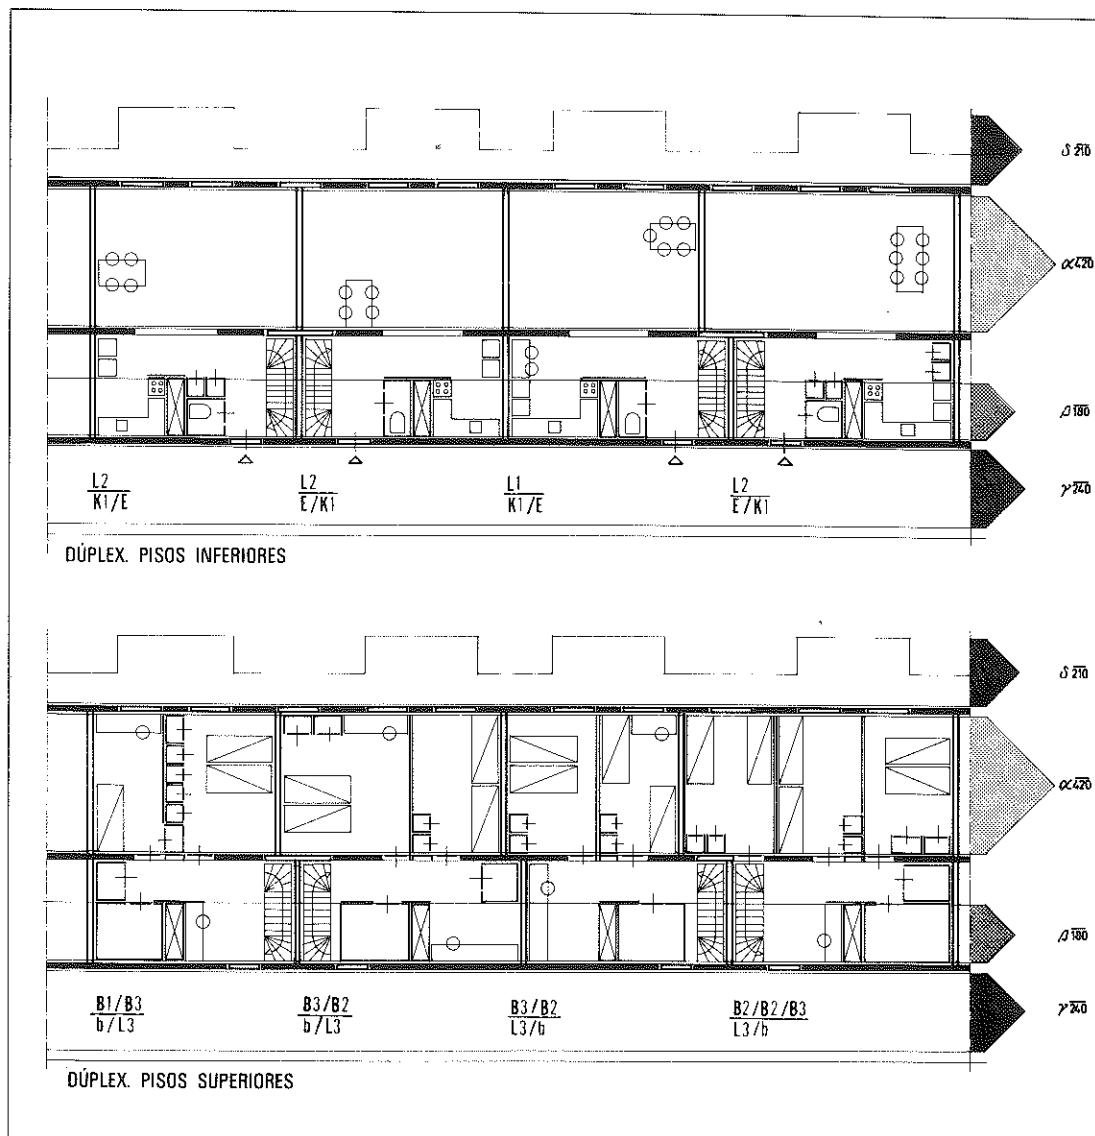 δ 210
α 420
β 180
γ 240
L2
K1/E
L2
E/K1
L1
K1/E
L2
E/K1
DÚPLEX. PISOS INFERIORES
δ 210
α 420
β 180
γ 240
B1/B3
b/L3
B3/B2
b/L3
B3/B2
L3/b
B2/B2/B3
L3/b
DÚPLEX. PISOS SUPERIORES